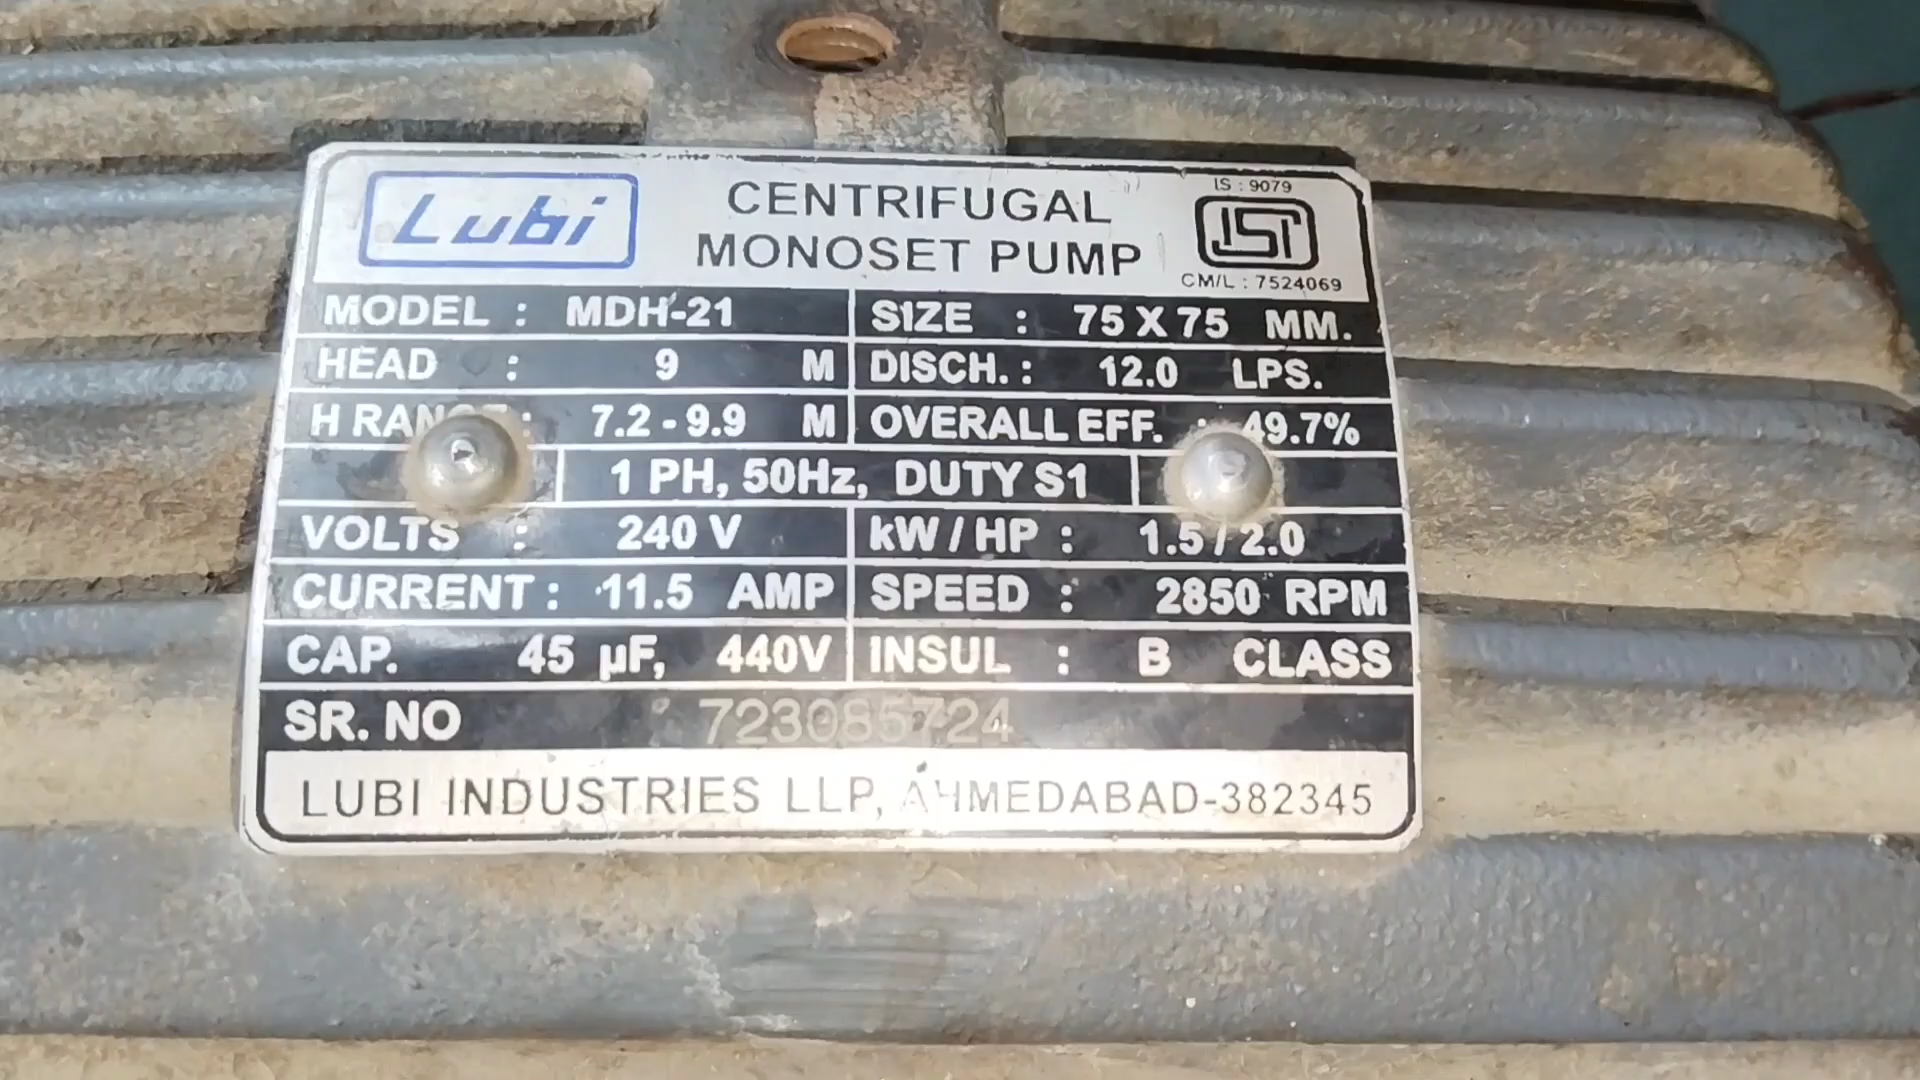 Lubi
CENTRIFUGAL
MONOSET PUMP
IS : 9079
ISI
CM/L : 7524069
MODEL : MDH-21 SIZE : 75 X 75 MM.
HEAD : 9 M DISCH. : 12.0 LPS.
H RANGE : 7.2 - 9.9 M OVERALL EFF. : 49.7%
1 PH, 50Hz, DUTY S1
VOLTS : 240 V kW / HP : 1.5 / 2.0
CURRENT : 11.5 AMP SPEED : 2850 RPM
CAP. 45 µF, 440V INSUL : B CLASS
SR. NO 723085724
LUBI INDUSTRIES LLP, AHMEDABAD-382345